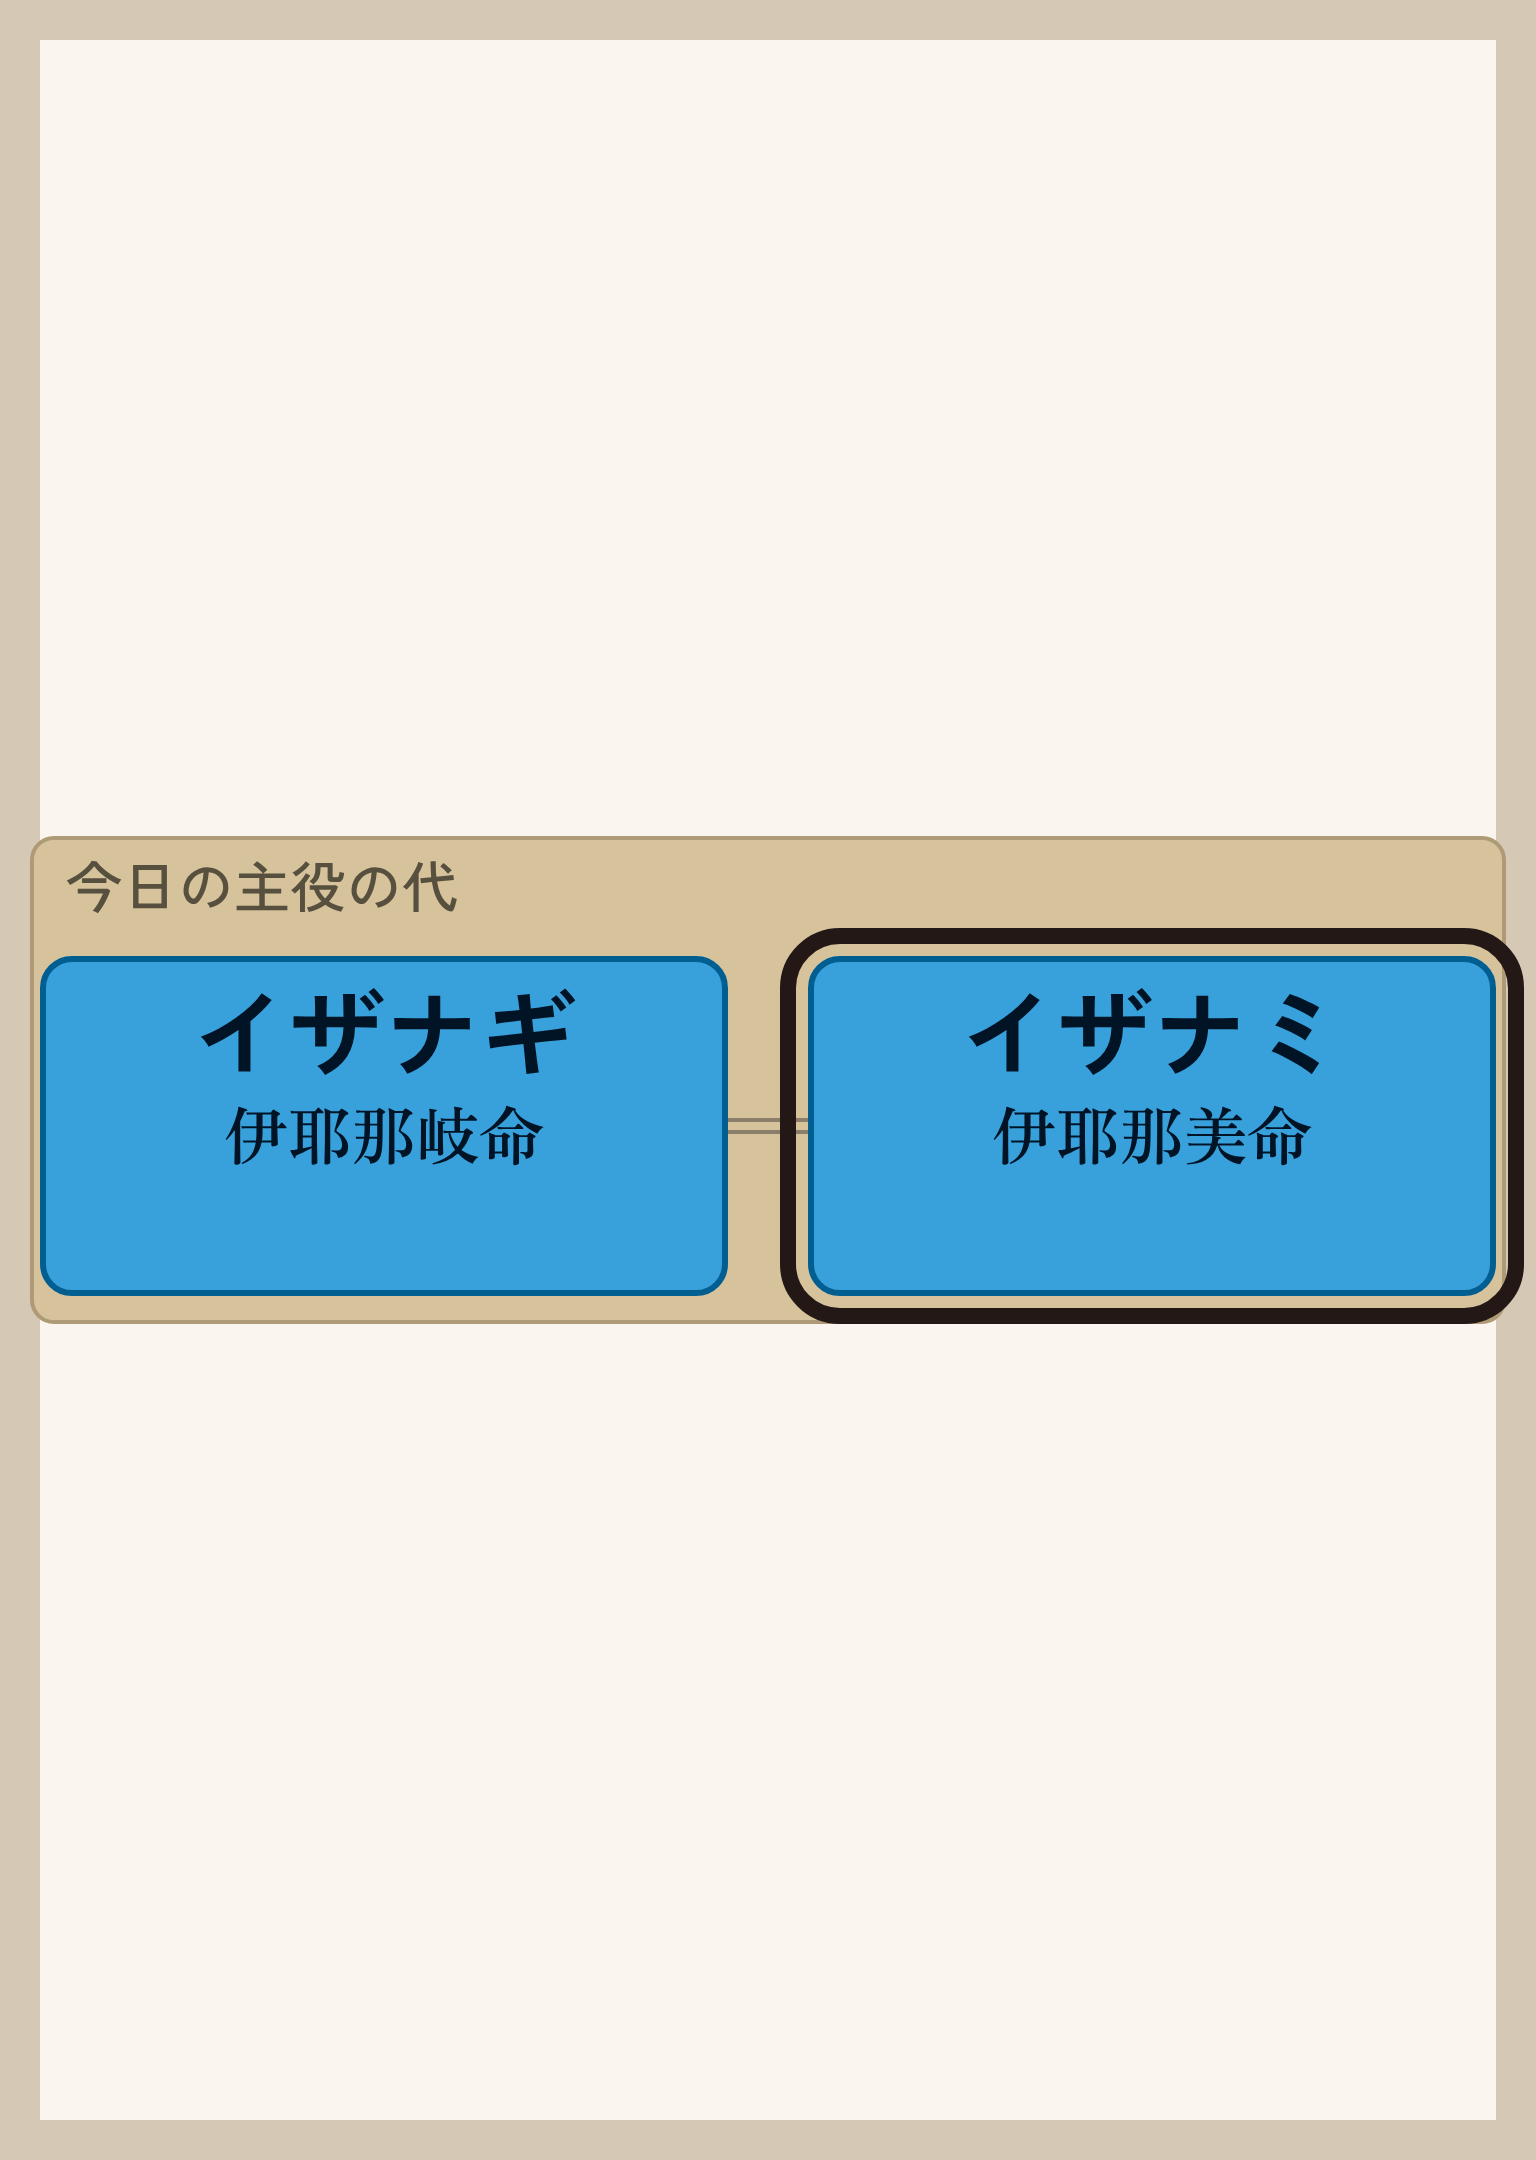 今日の主役の代
イザナギ
伊耶那岐命
イザナミ
伊耶那美命